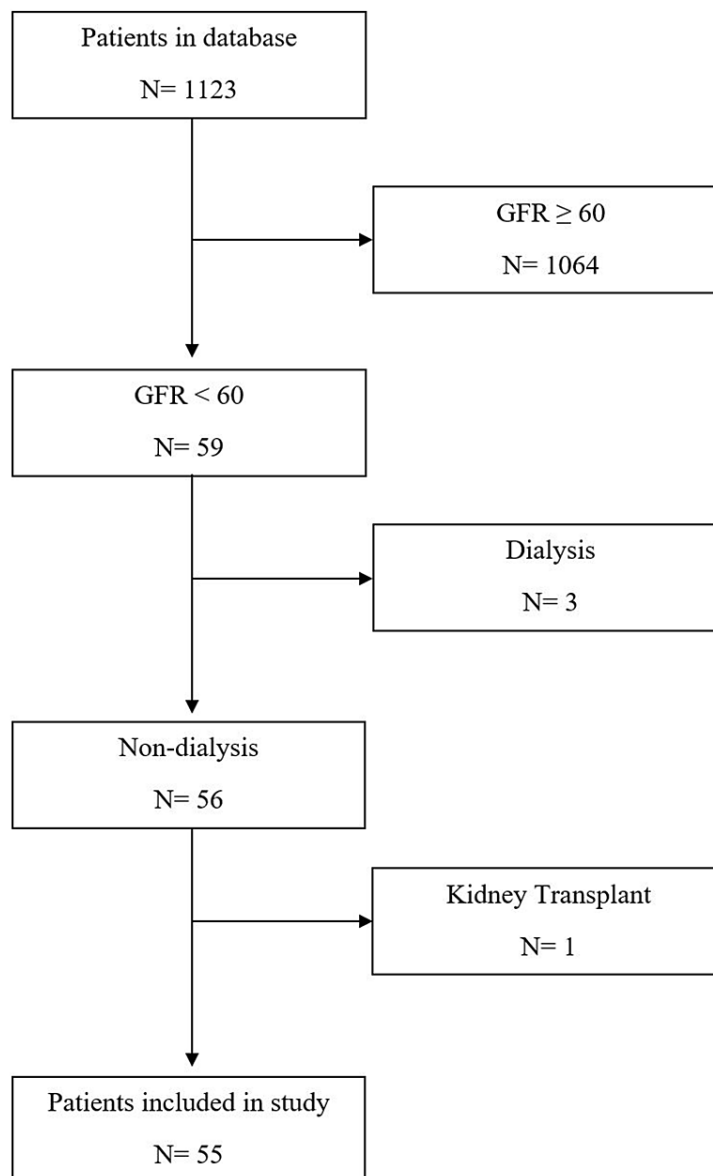 Patients in database
N= 1123
GFR ≥ 60
N= 1064
GFR < 60
N= 59
Dialysis
N= 3
Non-dialysis
N= 56
Kidney Transplant
N= 1
Patients included in study
N= 55